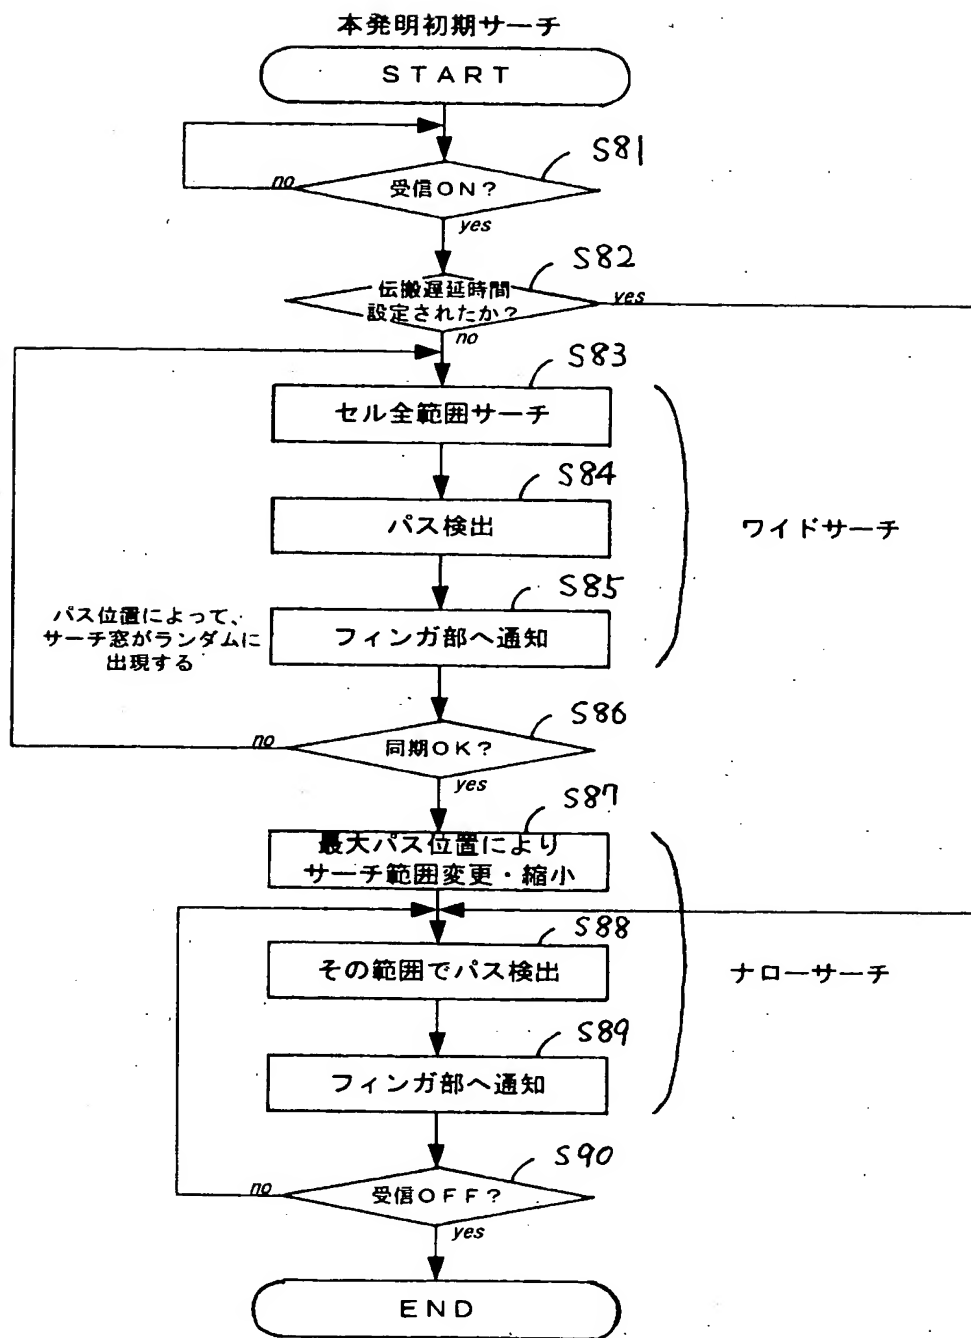 本発明初期サーチ
START
S81
受信ON?
no
yes
S82
伝搬遅延時間
設定されたか?
yes
no
S83
セル全範囲サーチ
S84
パス検出
ワイドサーチ
S85
フィンガ部へ通知
パス位置によって、
サーチ窓がランダムに
出現する
S86
同期OK?
no
yes
S87
最大パス位置により
サーチ範囲変更・縮小
S88
その範囲でパス検出
ナローサーチ
S89
フィンガ部へ通知
S90
受信OFF?
no
yes
END